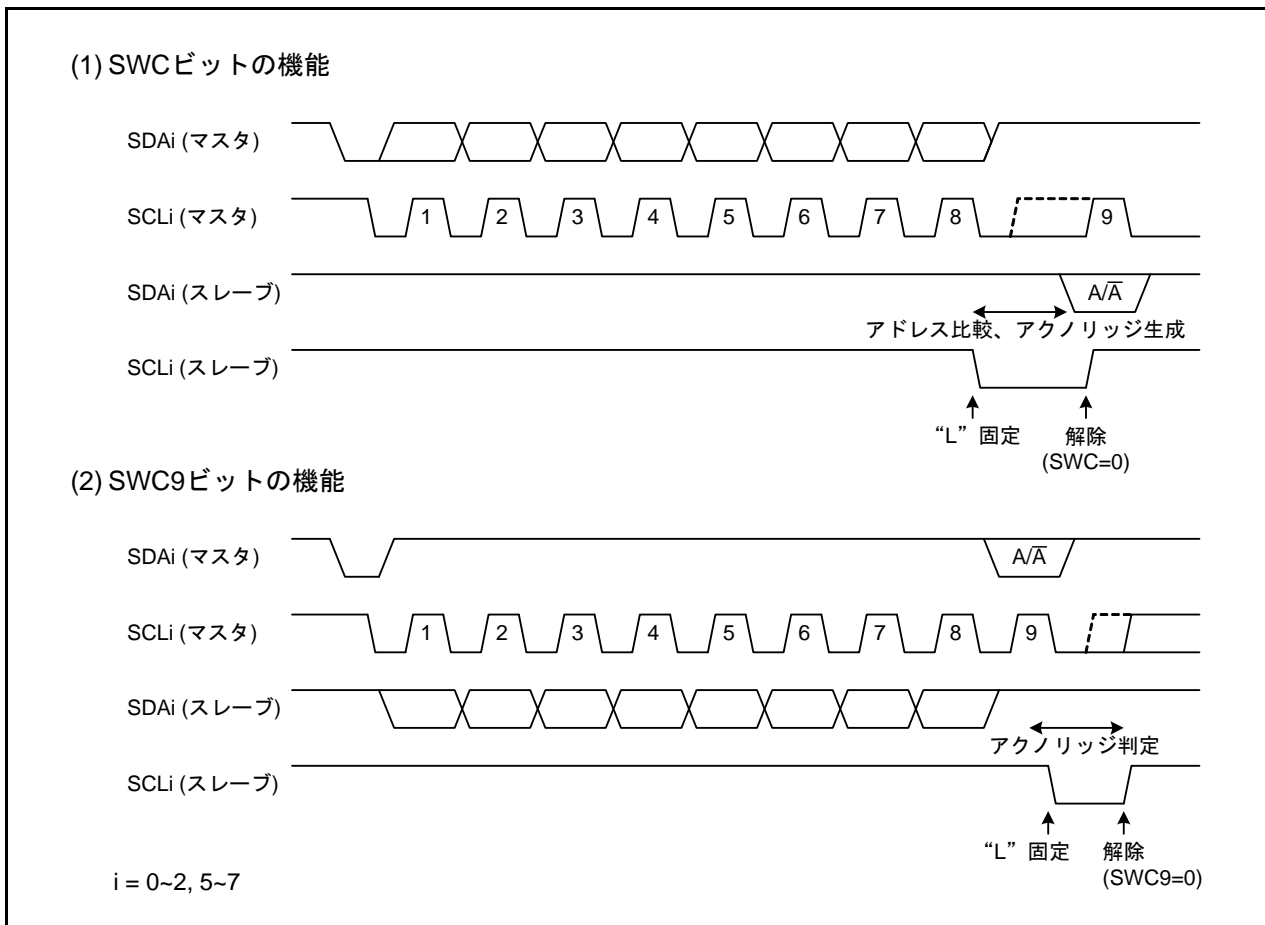 (1) SWCビットの機能
SDAi (マスタ)
SCLi (マスタ)
1 2 3 4 5 6 7 8 9
SDAi (スレーブ)
A/A̅
アドレス比較、アクノリッジ生成
SCLi (スレーブ)
“L” 固定 解除
(SWC=0)
(2) SWC9ビットの機能
SDAi (マスタ)
A/A̅
SCLi (マスタ)
1 2 3 4 5 6 7 8 9
SDAi (スレーブ)
アクノリッジ判定
SCLi (スレーブ)
“L” 固定 解除
(SWC9=0)
i = 0~2, 5~7